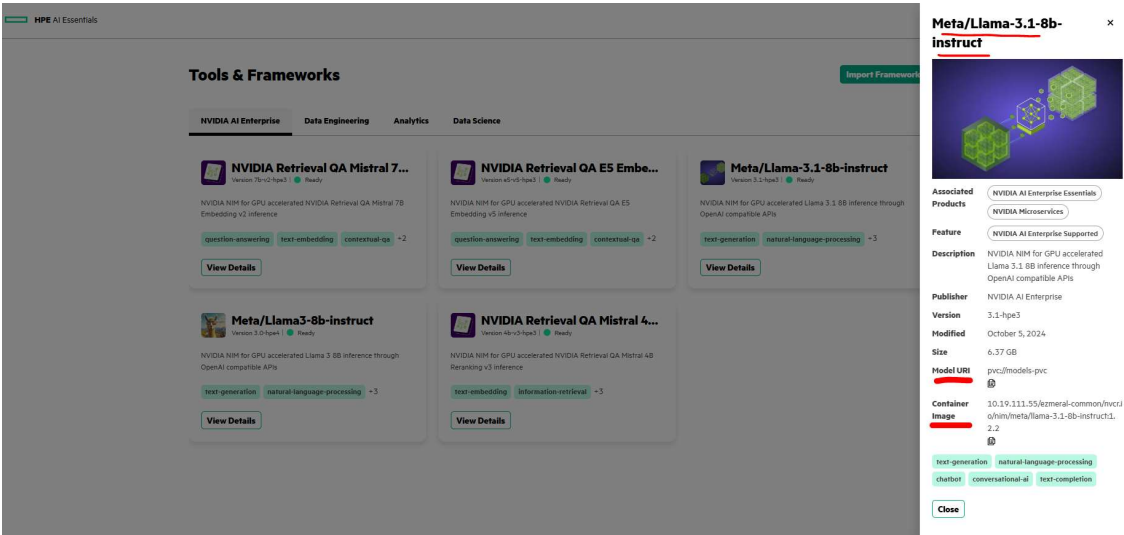 HPE AI Essentials
Tools & Frameworks
Import Framework
NVIDIA AI Enterprise
Data Engineering
Analytics
Data Science
NVIDIA Retrieval QA Mistral 7...
Version 7b-v2-hpe3 | Ready
NVIDIA NIM for GPU accelerated NVIDIA Retrieval QA Mistral 7B
Embedding v2 inference
question-answering text-embedding contextual-qa +2
View Details
NVIDIA Retrieval QA E5 Embe...
Version e5-v5-hpe3 | Ready
NVIDIA NIM for GPU accelerated NVIDIA Retrieval QA E5
Embedding v5 inference
question-answering text-embedding contextual-qa +2
View Details
Meta/Llama-3.1-8b-instruct
Version 3.1-hpe3 | Ready
NVIDIA NIM for GPU accelerated Llama 3.1 8B inference through
OpenAI compatible APIs
text-generation natural-language-processing +3
View Details
Meta/Llama3-8b-instruct
Version 3.0-hpe4 | Ready
NVIDIA NIM for GPU accelerated Llama 3 8B inference through
OpenAI compatible APIs
text-generation natural-language-processing +3
View Details
NVIDIA Retrieval QA Mistral 4...
Version 4b-v3-hpe3 | Ready
NVIDIA NIM for GPU accelerated NVIDIA Retrieval QA Mistral 4B
Reranking v3 inference
text-embedding information-retrieval +3
View Details
Meta/Llama-3.1-8b-
instruct
Associated
Products
NVIDIA AI Enterprise Essentials
NVIDIA Microservices
Feature
NVIDIA AI Enterprise Supported
Description
NVIDIA NIM for GPU accelerated
Llama 3.1 8B inference through
OpenAI compatible APIs
Publisher NVIDIA AI Enterprise
Version 3.1-hpe3
Modified October 5, 2024
Size 6.37 GB
Model URI pvc://models-pvc
Container
Image
10.19.111.55/ezmeral-common/nvcr.i
o/nim/meta/llama-3.1-8b-instruct:1.
2.2
text-generation natural-language-processing
chatbot conversational-ai text-completion
Close